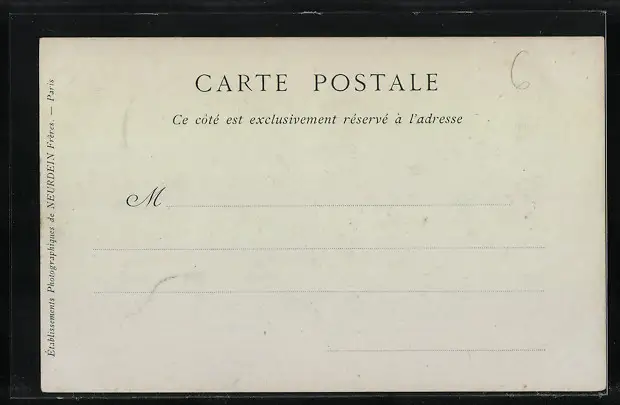 CARTE POSTALE
6
Ce côté est exclusivement réservé à l'adresse
M
Établissements Photographiques de NEURDEIN Frères. — Paris